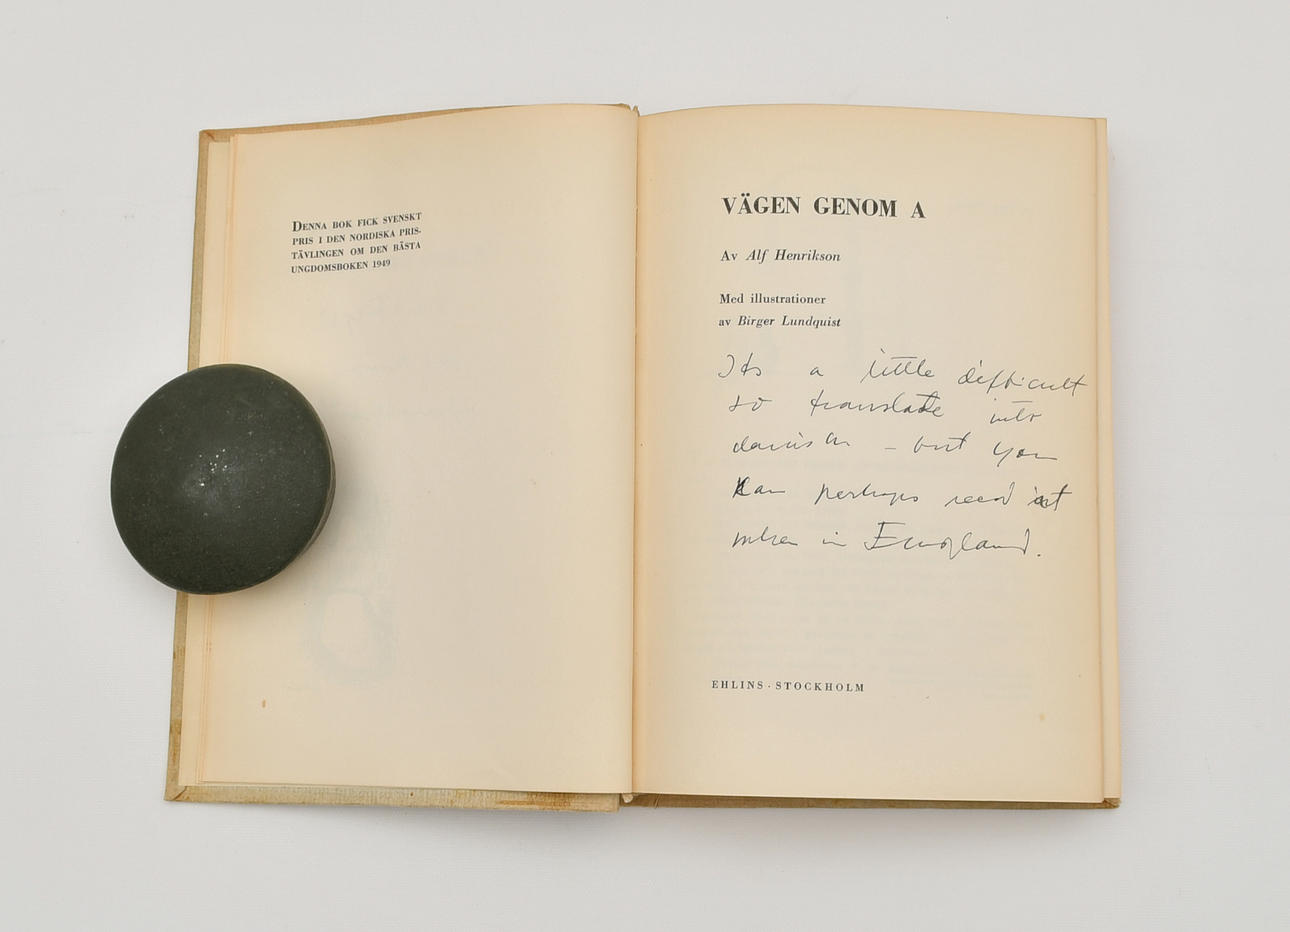 DENNA BOK FICK SVENSKT
PRIS I DEN NORDISKA PRIS-
TÄVLINGEN OM DEN BÄSTA
UNGDOMSBOKEN 1949
VÄGEN GENOM A
Av Alf Henrikson
Med illustrationer
av Birger Lundquist
Its a little difficult
to translate into
danish - but you
kan perhaps read it
when in England.
EHLINS · STOCKHOLM